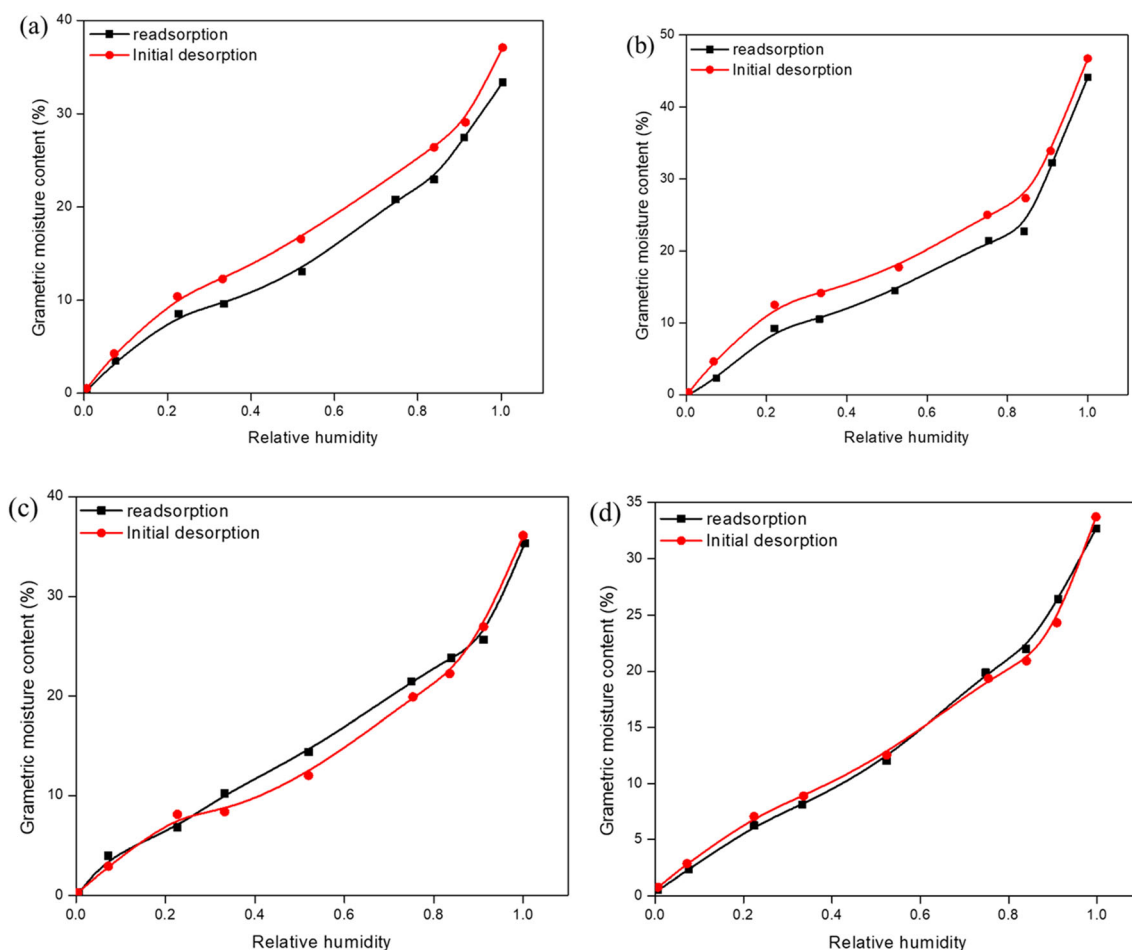 (a)
40
30
20
10
0
readsorption
Initial desorption
Grametric moisture content (%)
0.0 0.2 0.4 0.6 0.8 1.0
Relative humidity
(b)
50
40
30
20
10
0
readsorption
Initial desorption
Grametric moisture content (%)
0.0 0.2 0.4 0.6 0.8 1.0
Relative humidity
(c)
40
30
20
10
0
readsorption
Initial desorption
Grametric moisture content (%)
0.0 0.2 0.4 0.6 0.8 1.0
Relative humidity
(d)
35
30
25
20
15
10
5
0
readsorption
Initial desorption
Grametric moisture content (%)
0.0 0.2 0.4 0.6 0.8 1.0
Relative humidity